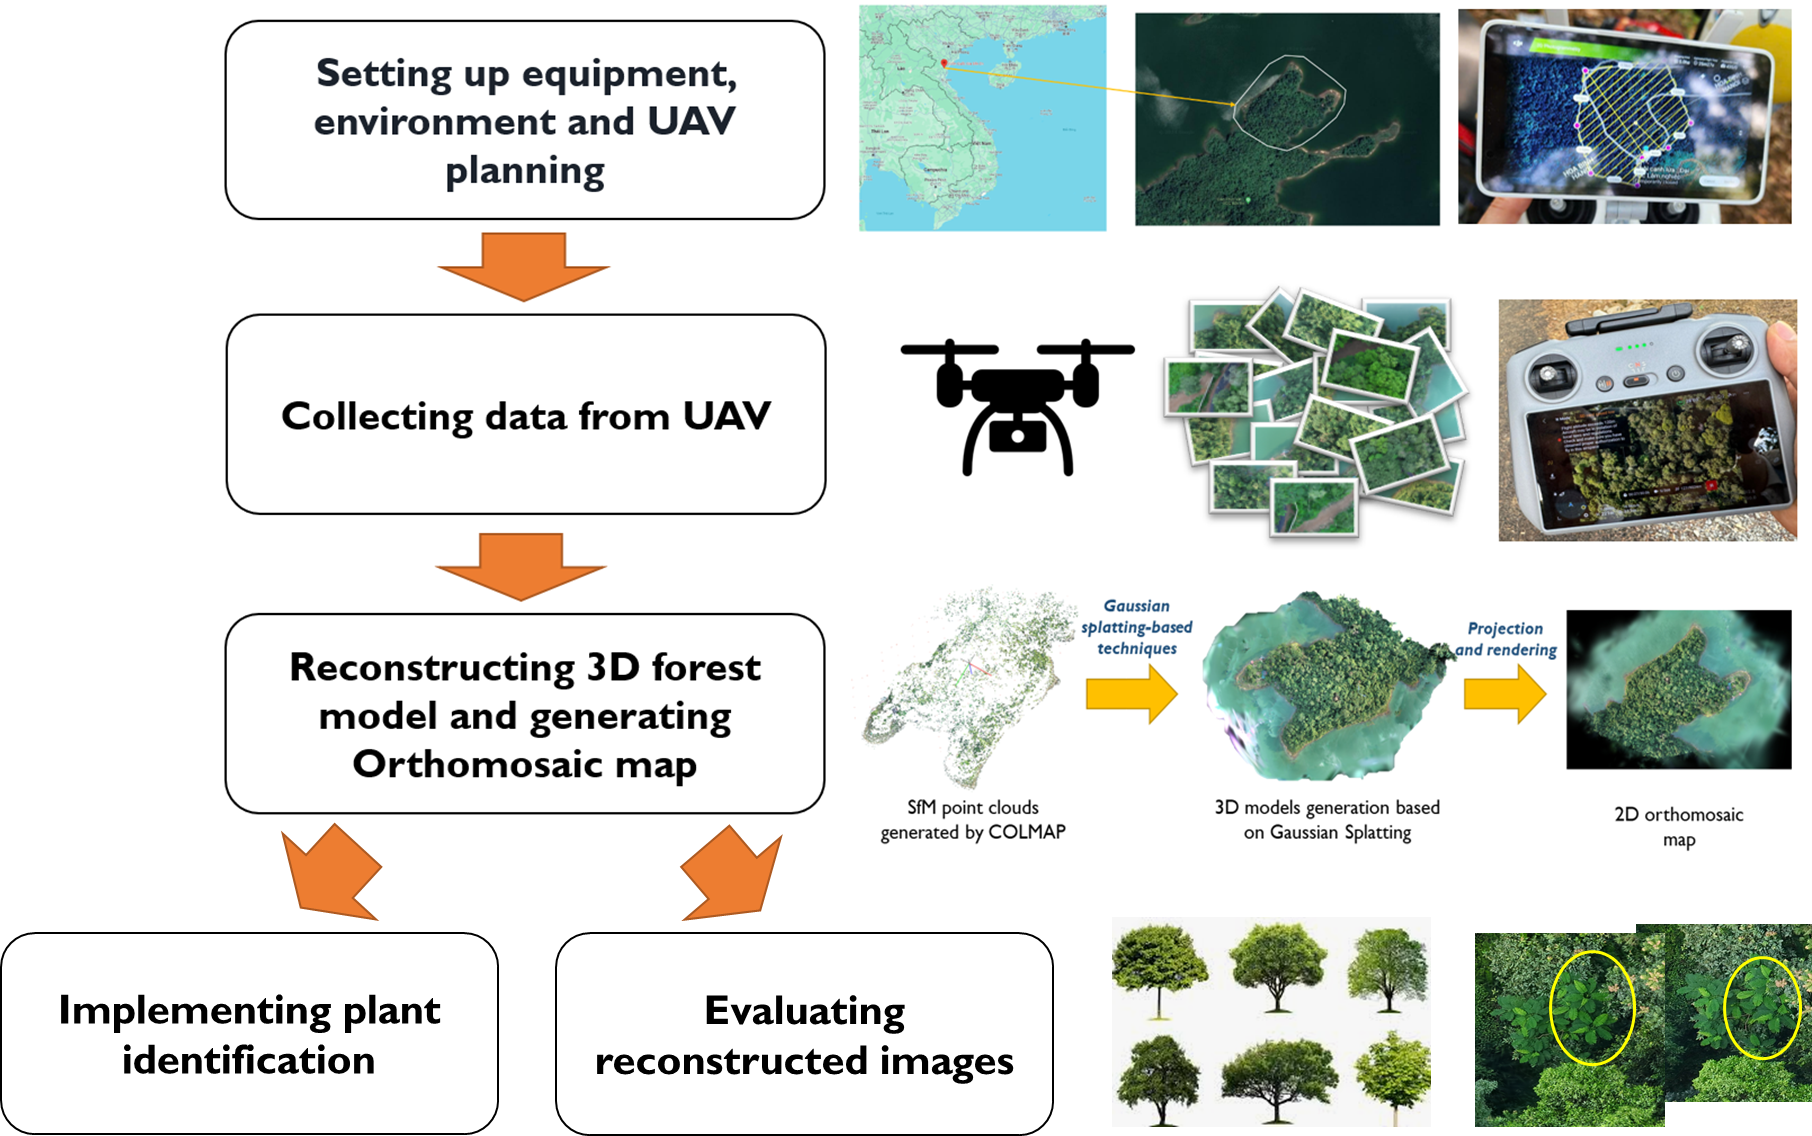 Setting up equipment,
environment and UAV
planning
Collecting data from UAV
Reconstructing 3D forest
model and generating
Orthomosaic map
Gaussian
splatting-based
techniques
Projection
and rendering
SfM point clouds
generated by COLMAP
3D models generation based
on Gaussian Splatting
2D orthomosaic
map
Implementing plant
identification
Evaluating
reconstructed images